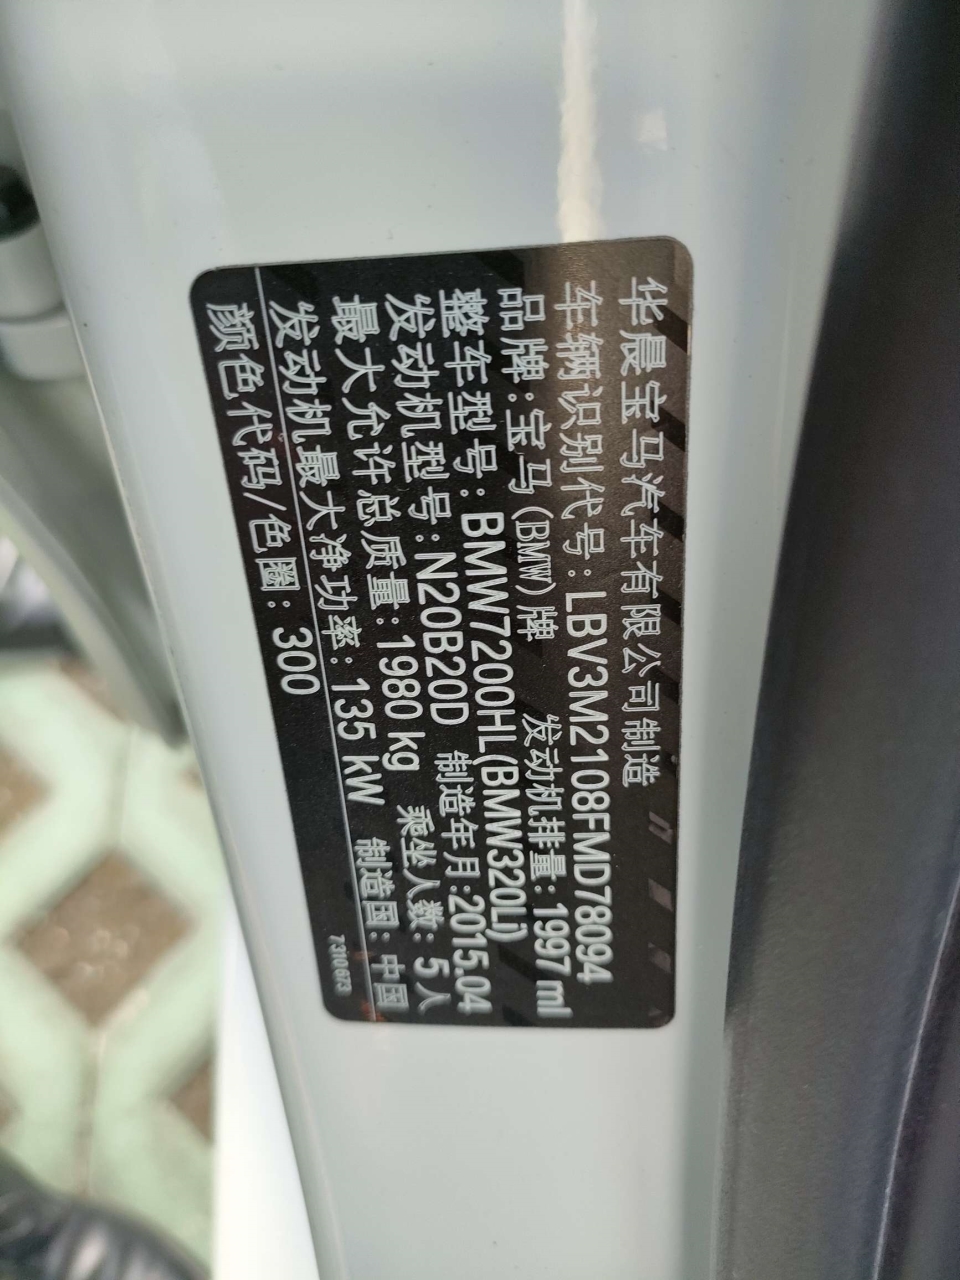 华晨宝马汽车有限公司制造
车辆识别代号:LBV3M2108FMD78094
品牌:宝马(BMW)牌 发动机排量:1997 ml
整车型号:BMW7200HL(BMW320Li)
发动机型号:N20B20D 制造年月:2015.04
最大允许总质量:1980 kg 乘坐人数: 5人
发动机最大净功率:135 kW 制造国:中国
颜色代码/色圈:300 7310673